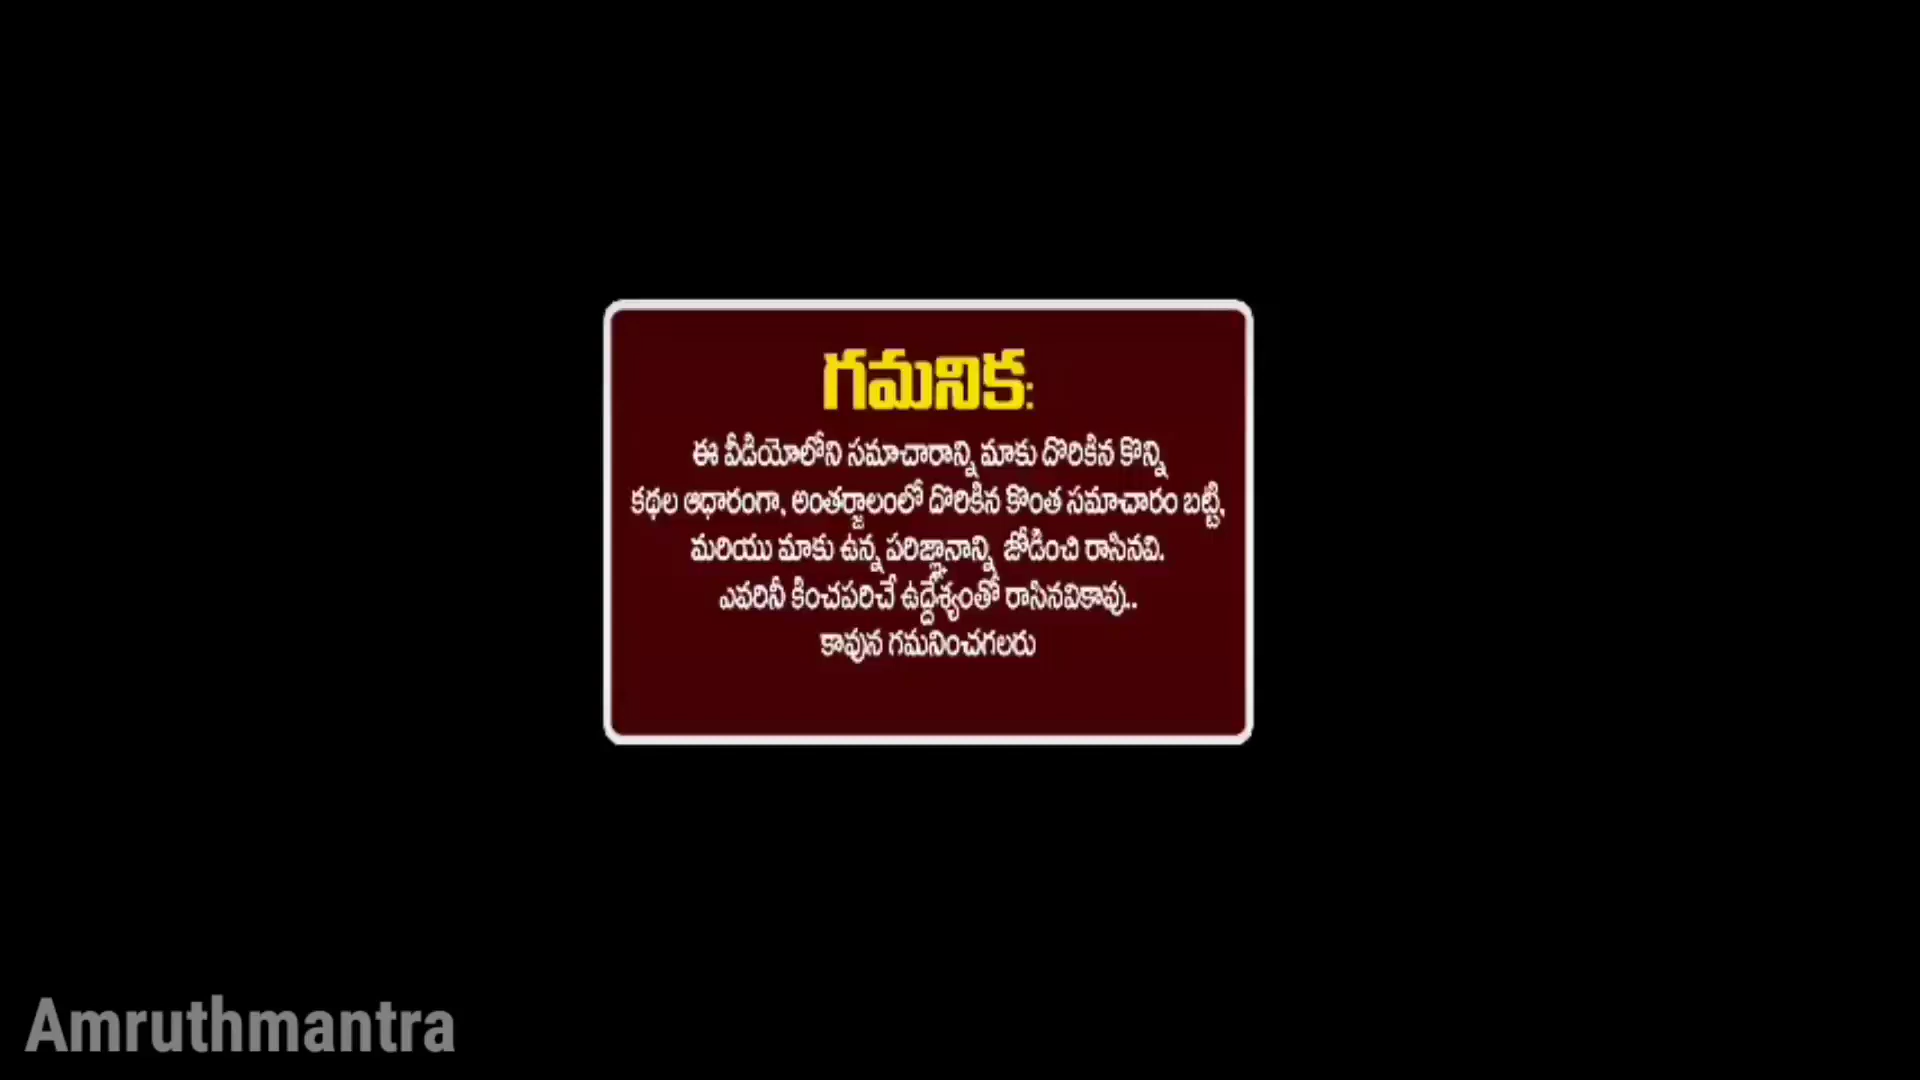 గమనిక:
ఈ వీడియోలోని సమాచారాన్ని మాకు దొరికిన కొన్ని
కథల ఆధారంగా, అంతర్జాలంలో దొరికిన కొంత సమాచారం బట్టి,
మరియు మాకు ఉన్న పరిజ్ఞానాన్ని జోడించి రాసినవి.
ఎవరినీ కించపరిచే ఉద్దేశ్యంతో రాసినవికావు..
కావున గమనించగలరు
Amruthmantra